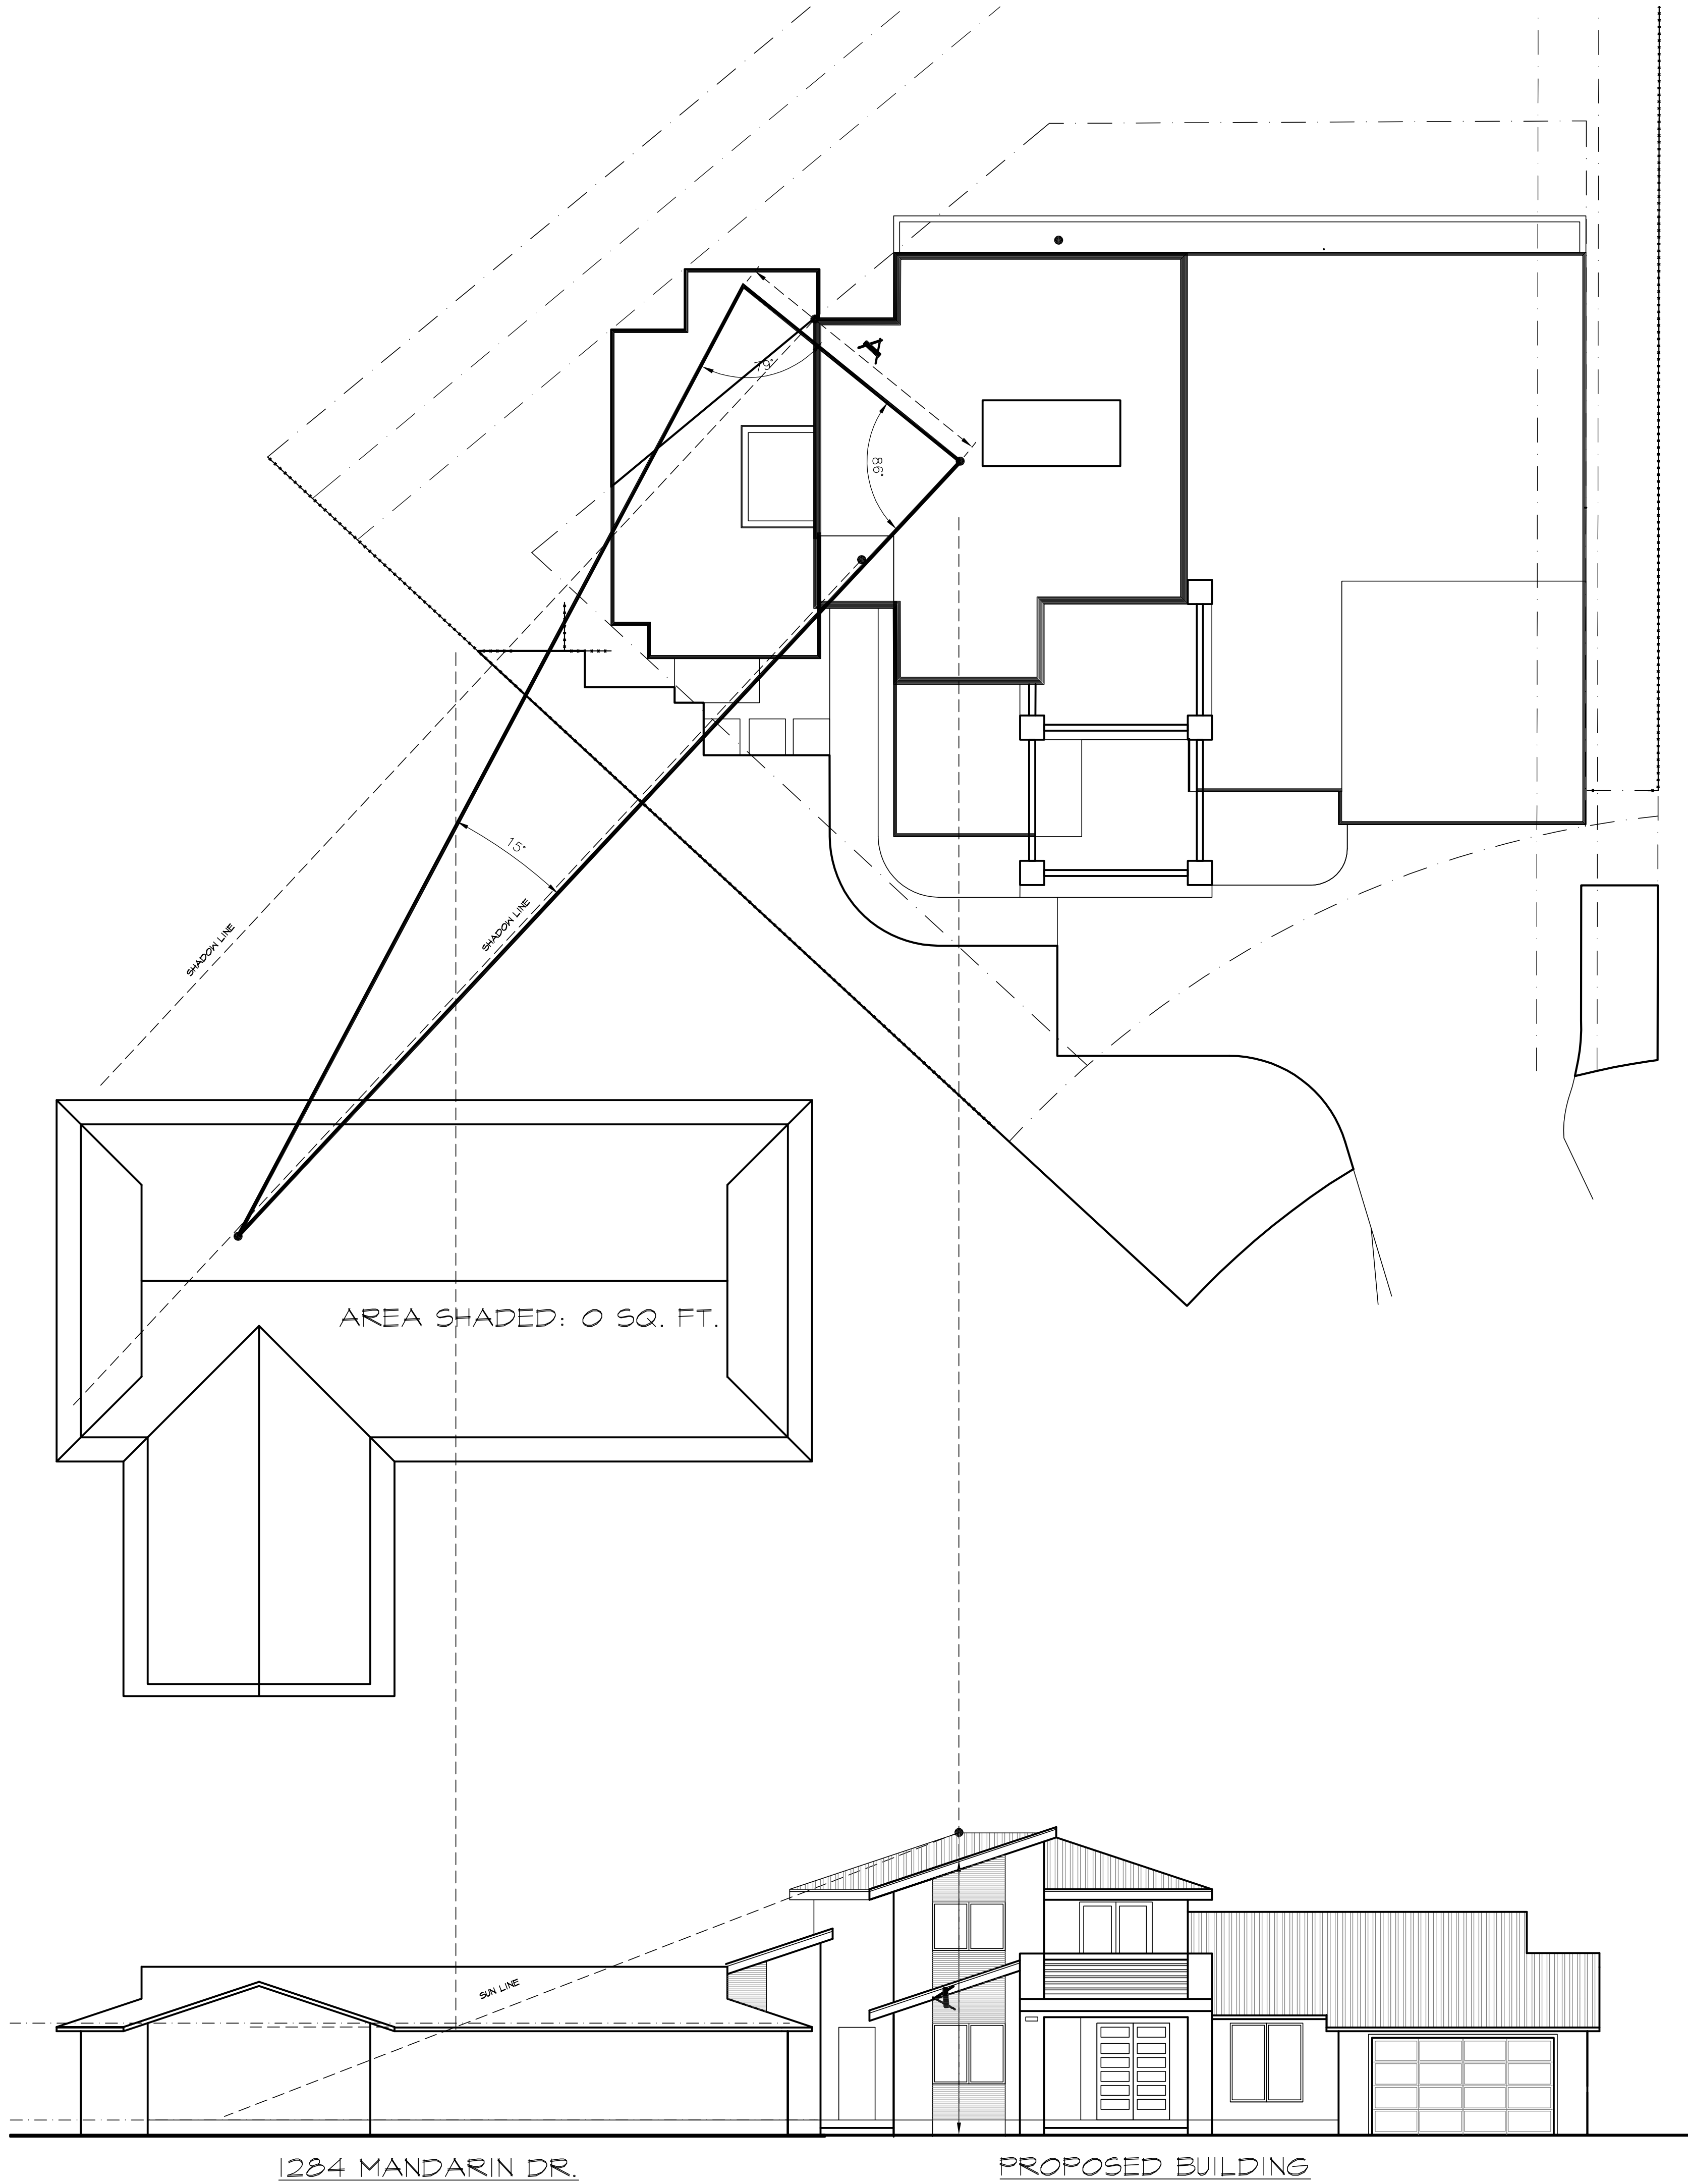 A
79°
86°
15°
SHADOW LINE
SHADOW LINE
AREA SHADED: 0 SQ. FT.
SUN LINE
A
1284 MANDARIN DR.
PROPOSED BUILDING